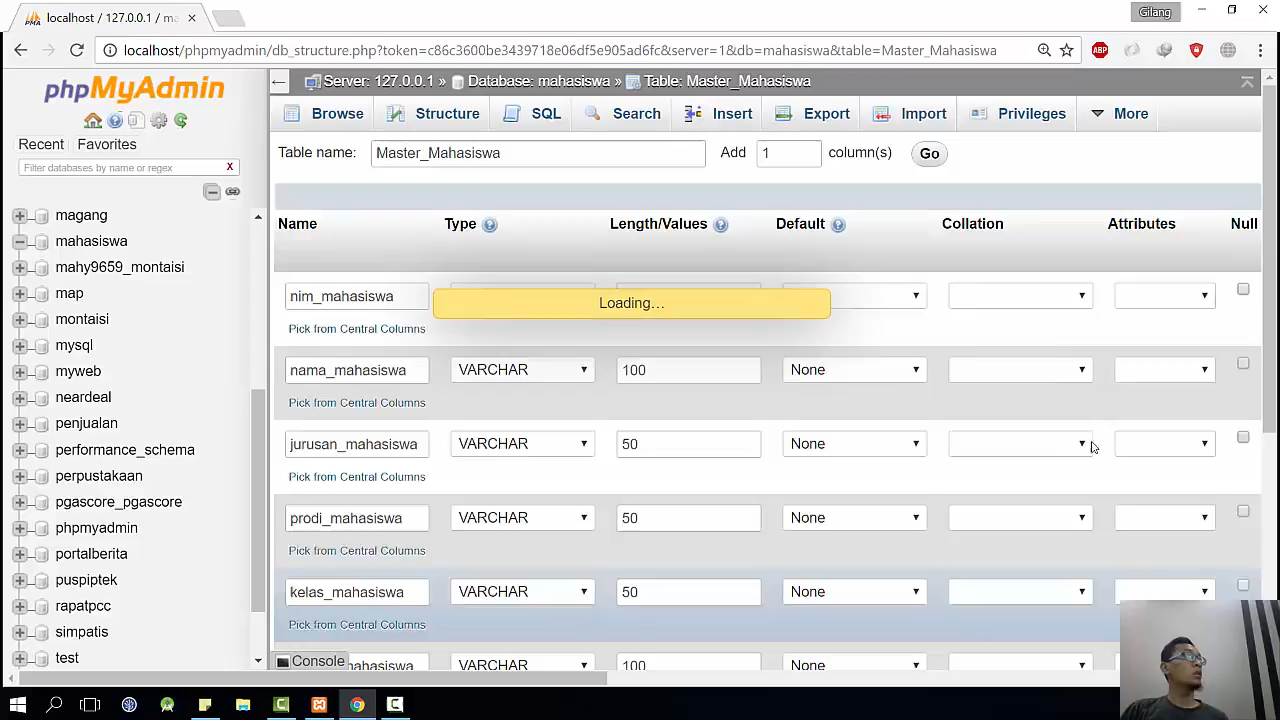 localhost / 127.0.0.1 / ma
Gilang
localhost/phpmyadmin/db_structure.php?token=c86c3600be3439718e06df5e905ad6fc&server=1&db=mahasiswa&table=Master_Mahasiswa
phpMyAdmin
Recent Favorites
Filter databases by name or regex X
magang
mahasiswa
mahy9659_montaisi
map
montaisi
mysql
myweb
neardeal
penjualan
performance_schema
perpustakaan
pgascore_pgascore
phpmyadmin
portalberita
puspiptek
rapatpcc
simpatis
test
Server: 127.0.0.1 » Database: mahasiswa » Table: Master_Mahasiswa
Browse Structure SQL Search Insert Export Import Privileges More
Table name: Master_Mahasiswa Add 1 column(s) Go
Name Type Length/Values Default Collation Attributes Null
nim_mahasiswa
Loading…
Pick from Central Columns
nama_mahasiswa VARCHAR 100 None
Pick from Central Columns
jurusan_mahasiswa VARCHAR 50 None
Pick from Central Columns
prodi_mahasiswa VARCHAR 50 None
Pick from Central Columns
kelas_mahasiswa VARCHAR 50 None
Pick from Central Columns
Console
VARCHAR 100 None